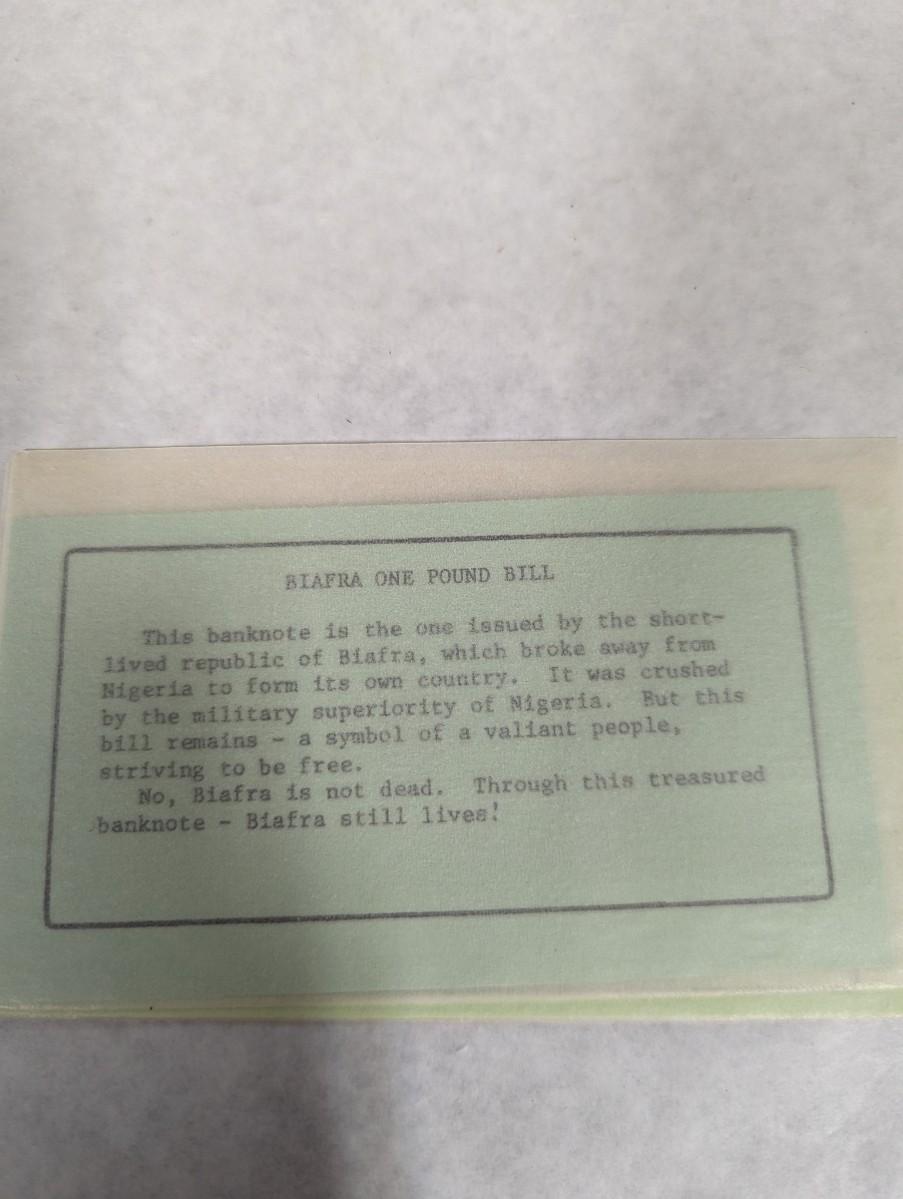 BIAFRA ONE POUND BILL
This banknote is the one issued by the short-
lived republic of Biafra, which broke away from
Nigeria to form its own country. It was crushed
by the military superiority of Nigeria. But this
bill remains - a symbol of a valiant people,
striving to be free.
No, Biafra is not dead. Through this treasured
banknote - Biafra still lives!